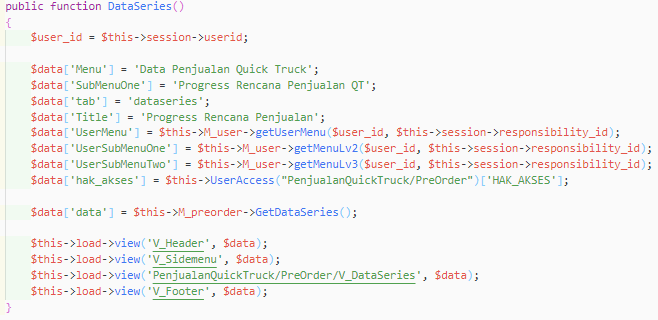 public function DataSeries()
{
    $user_id = $this->session->userid;

    $data['Menu'] = 'Data Penjualan Quick Truck';
    $data['SubMenuOne'] = 'Progress Rencana Penjualan QT';
    $data['tab'] = 'dataseries';
    $data['Title'] = 'Progress Rencana Penjualan';
    $data['UserMenu'] = $this->M_user->getUserMenu($user_id, $this->session->responsibility_id);
    $data['UserSubMenuOne'] = $this->M_user->getMenuLv2($user_id, $this->session->responsibility_id);
    $data['UserSubMenuTwo'] = $this->M_user->getMenuLv3($user_id, $this->session->responsibility_id);
    $data['hak_akses'] = $this->UserAccess("PenjualanQuickTruck/PreOrder")['HAK_AKSES'];

    $data['data'] = $this->M_preorder->GetDataSeries();

    $this->load->view('V_Header', $data);
    $this->load->view('V_Sidemenu', $data);
    $this->load->view('PenjualanQuickTruck/PreOrder/V_DataSeries', $data);
    $this->load->view('V_Footer', $data);
}